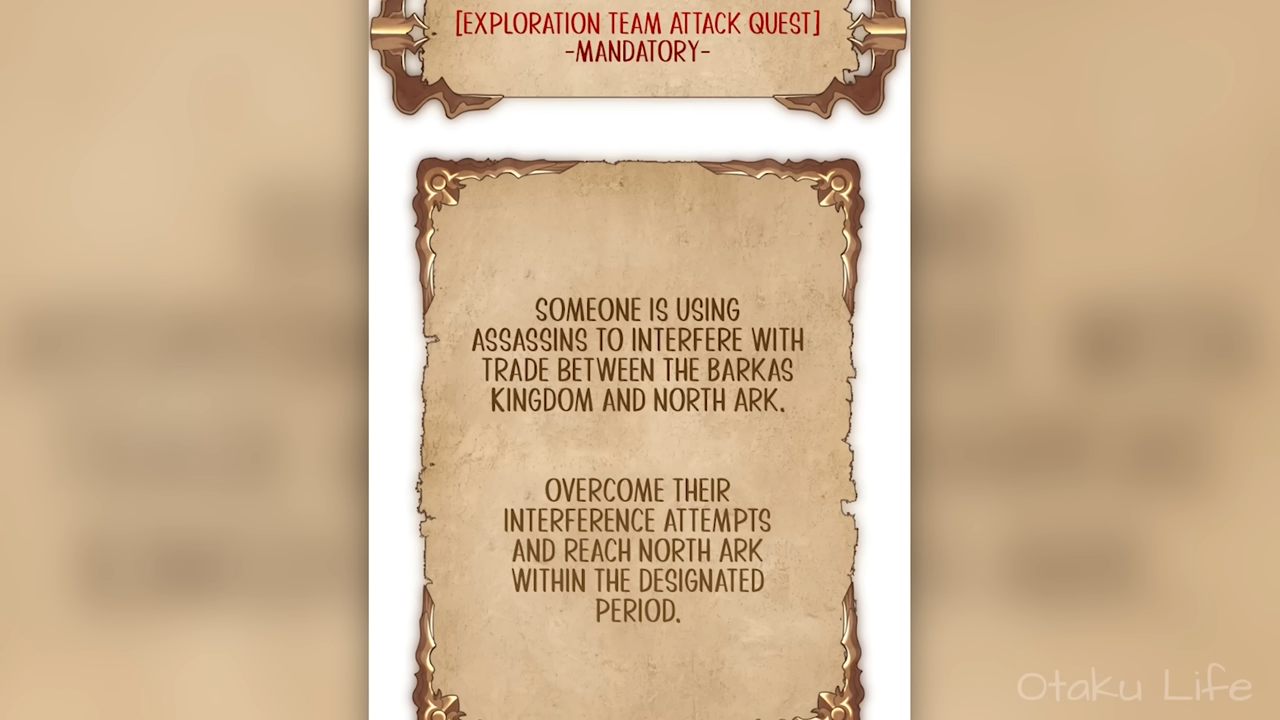 [EXPLORATION TEAM ATTACK QUEST]
-MANDATORY-
SOMEONE IS USING
ASSASSINS TO INTERFERE WITH
TRADE BETWEEN THE BARKAS
KINGDOM AND NORTH ARK.
OVERCOME THEIR
INTERFERENCE ATTEMPTS
AND REACH NORTH ARK
WITHIN THE DESIGNATED
PERIOD.
Otaku Life